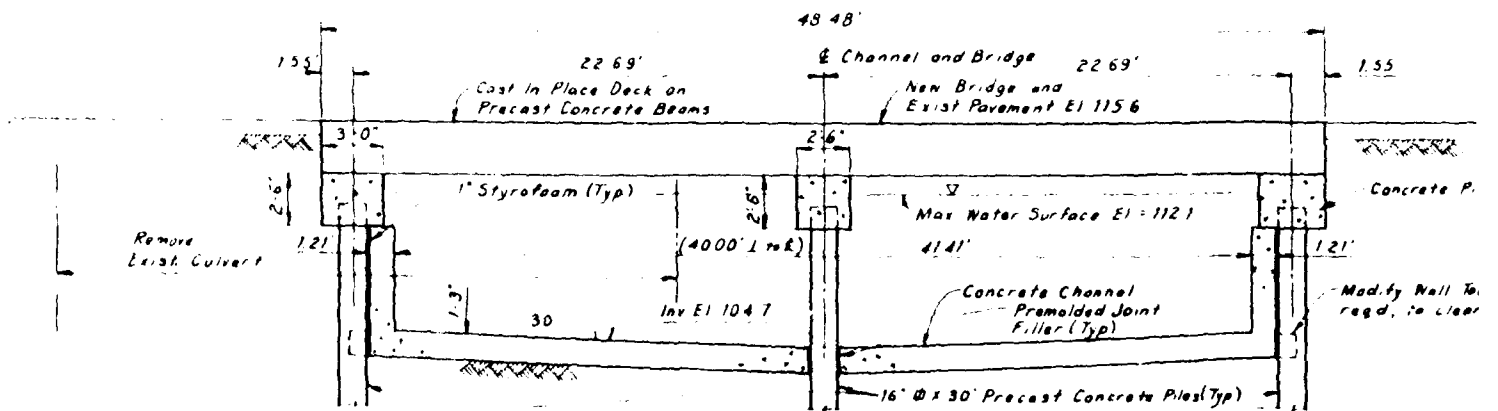 48 48'
1.55'
22 69'
℄ Channel and Bridge
22 69'
1.55
Cast In Place Deck on
Precast Concrete Beams
New Bridge and
Exist Pavement El 115 6
3'-0"
2'-6"
2'-6"
1" Styrofoam (Typ)
2'-6"
Max Water Surface El = 112 1
Concrete
Remove
Exist. Culvert
1.21'
(40 00' ⊥ to ℄)
41 41'
1.21'
1'-3"
30
1
Inv El 104 7
Concrete Channel
Premolded Joint
Filler (Typ)
Modify Wall
reqd, to clear
16" Φ x 30' Precast Concrete Piles (Typ)